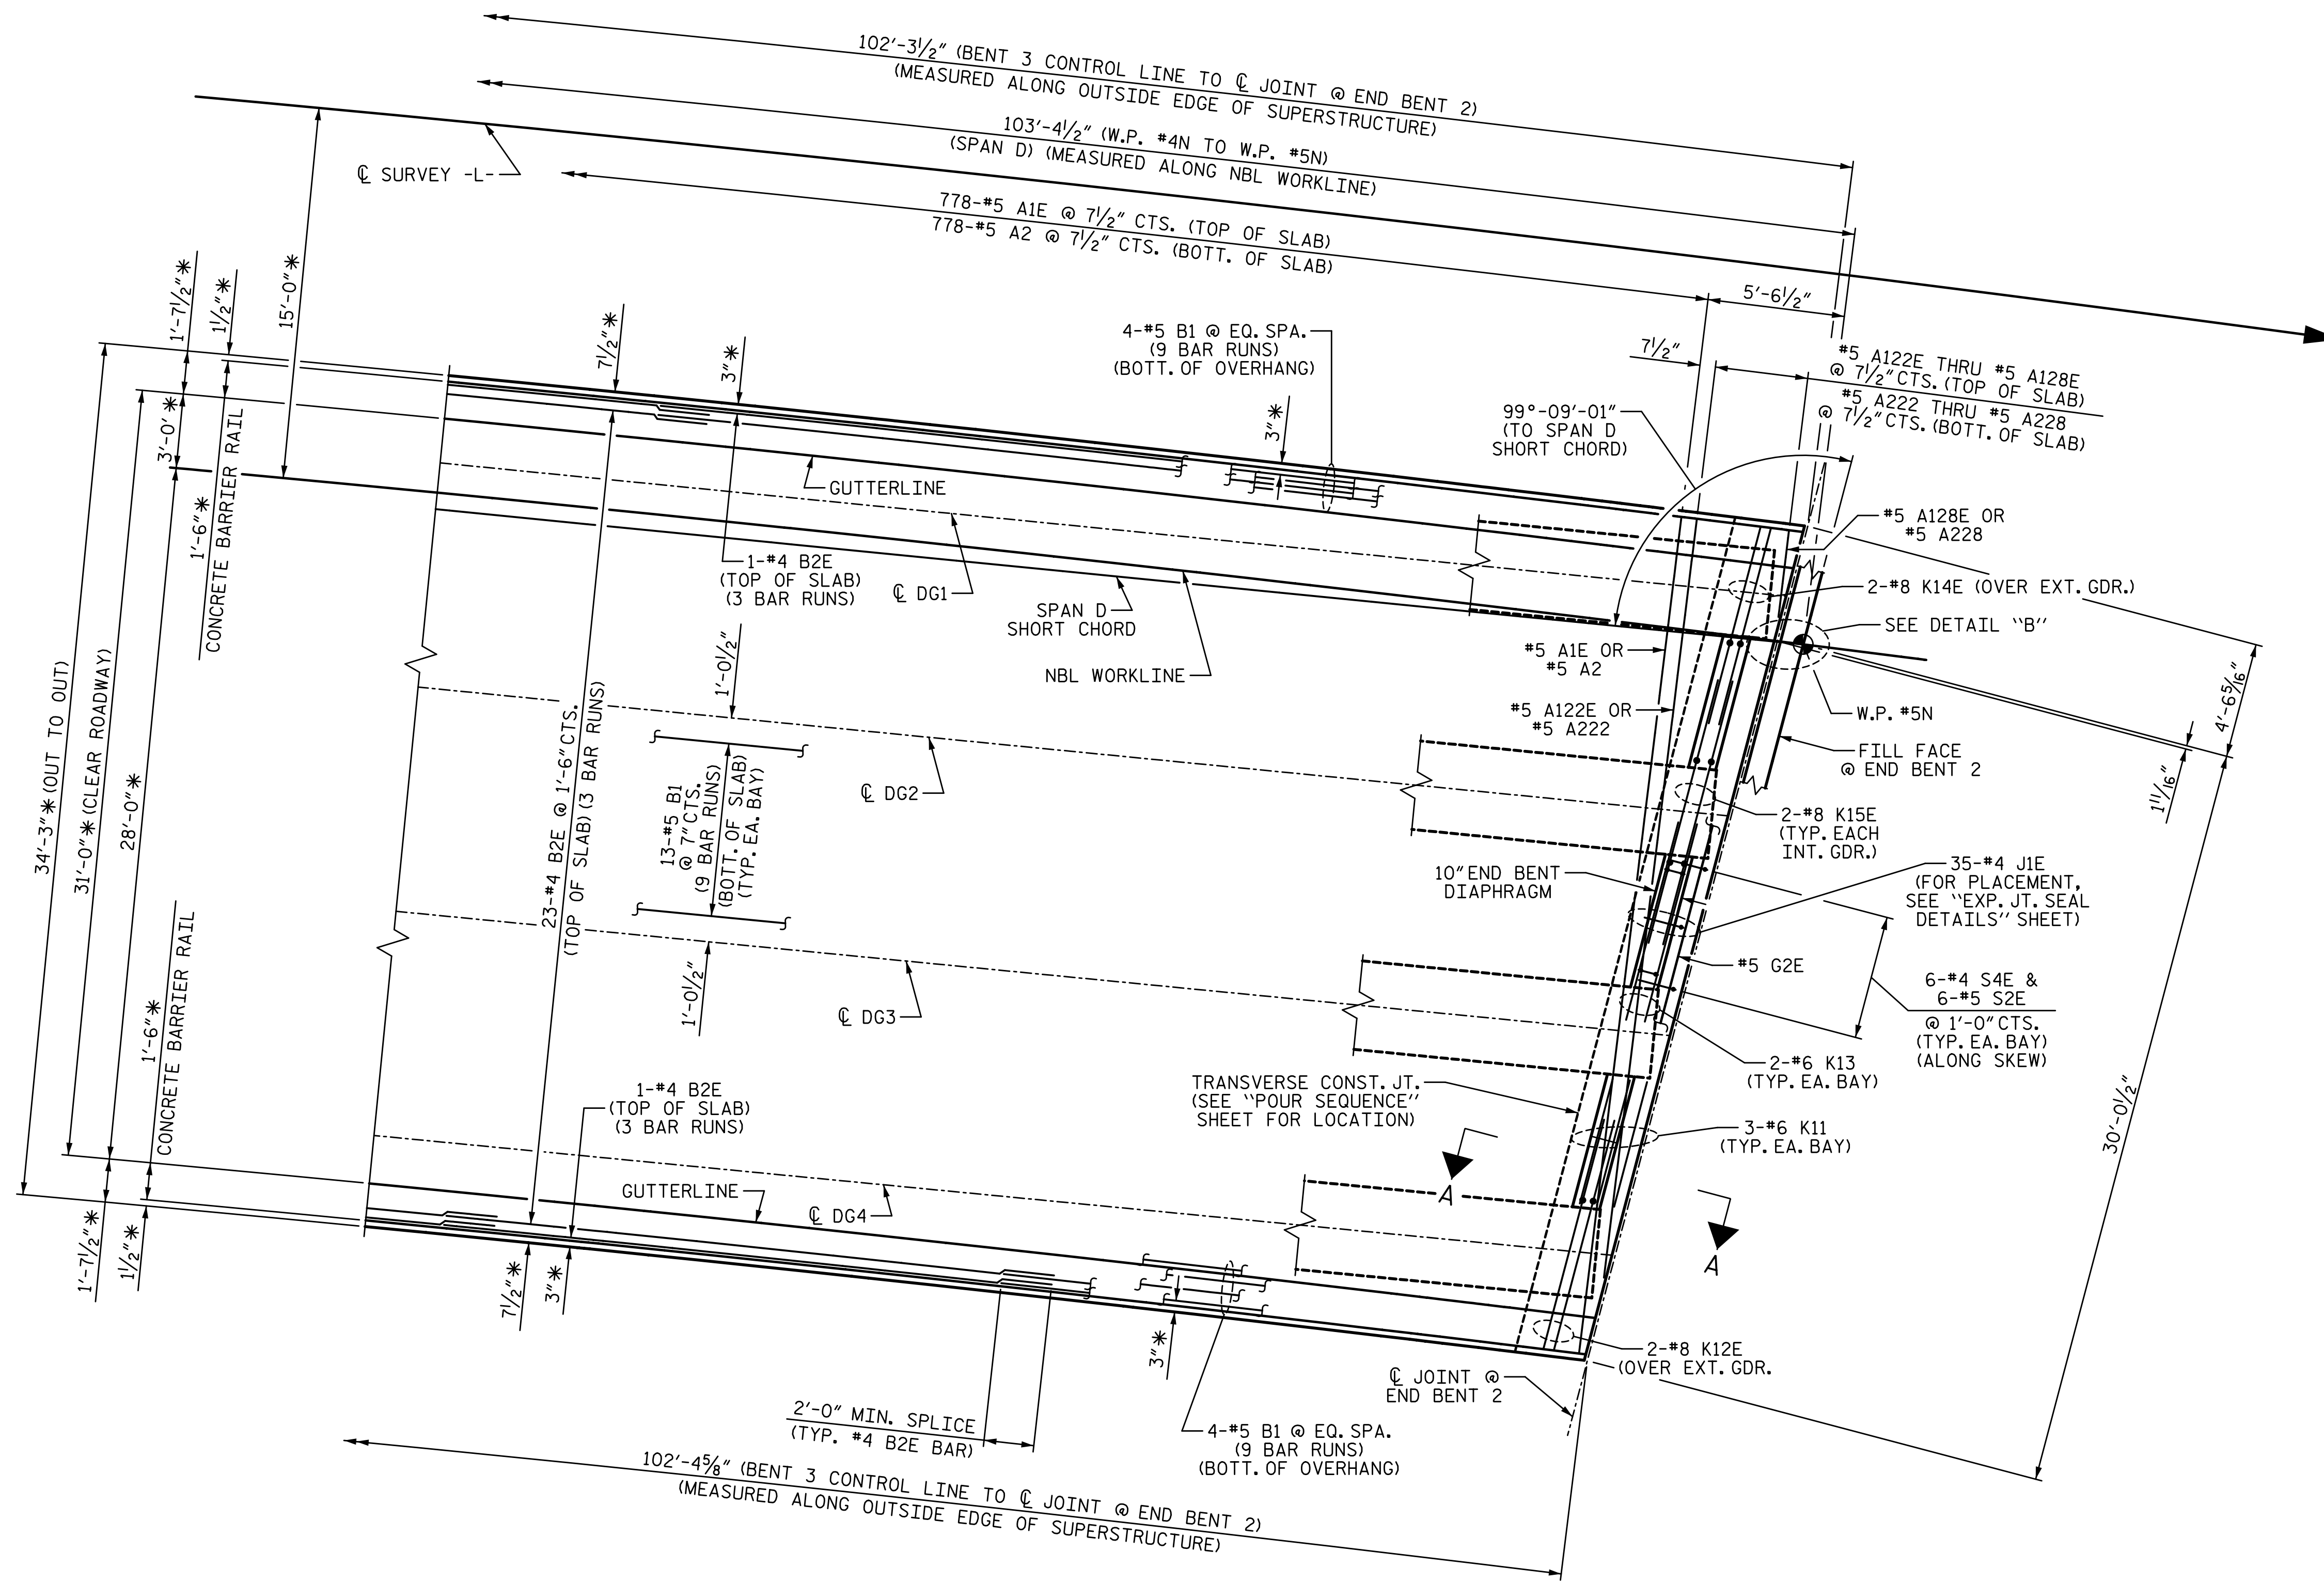 102'-3½" (BENT 3 CONTROL LINE TO ℄ JOINT @ END BENT 2)
(MEASURED ALONG OUTSIDE EDGE OF SUPERSTRUCTURE)
103'-4½" (W.P. #4N TO W.P. #5N)
(SPAN D) (MEASURED ALONG NBL WORKLINE)
℄ SURVEY -L-
778-#5 A1E @ 7½" CTS. (TOP OF SLAB)
778-#5 A2 @ 7½" CTS. (BOTT. OF SLAB)
5'-6½"
7½"
#5 A122E THRU #5 A128E
@ 7½" CTS. (TOP OF SLAB)
#5 A222 THRU #5 A228
@ 7½" CTS. (BOTT. OF SLAB)
1'-7½"*
1½"*
15'-0"*
7½"*
3"*
4-#5 B1 @ EQ. SPA.
(9 BAR RUNS)
(BOTT. OF OVERHANG)
3"*
99°-09'-01"
(TO SPAN D
SHORT CHORD)
3'-0'*
1'-6"*
CONCRETE BARRIER RAIL
GUTTERLINE
1-#4 B2E
(TOP OF SLAB)
(3 BAR RUNS)
℄ DG1
SPAN D
SHORT CHORD
NBL WORKLINE
#5 A128E OR
#5 A228
2-#8 K14E (OVER EXT. GDR.)
SEE DETAIL "B"
#5 A1E OR
#5 A2
#5 A122E OR
#5 A222
W.P. #5N
FILL FACE
@ END BENT 2
4'-6⁵⁄₁₆"
1¹¹⁄₁₆"
30'-0½"
34'-3"* (OUT TO OUT)
31'-0"* (CLEAR ROADWAY)
28'-0"*
23-#4 B2E @ 1'-6" CTS.
(TOP OF SLAB) (3 BAR RUNS)
1'-0½"
13-#5 B1
@ 7" CTS.
(9 BAR RUNS)
(BOTT. OF SLAB)
(TYP. EA. BAY)
1'-0½"
℄ DG2
2-#8 K15E
(TYP. EACH
INT. GDR.)
10" END BENT
DIAPHRAGM
35-#4 J1E
(FOR PLACEMENT,
SEE "EXP. JT. SEAL
DETAILS" SHEET)
#5 G2E
6-#4 S4E &
6-#5 S2E
@ 1'-0" CTS.
(TYP. EA. BAY)
(ALONG SKEW)
℄ DG3
2-#6 K13
(TYP. EA. BAY)
TRANSVERSE CONST. JT.
(SEE "POUR SEQUENCE"
SHEET FOR LOCATION)
3-#6 K11
(TYP. EA. BAY)
A
A
1'-6"*
CONCRETE BARRIER RAIL
1-#4 B2E
(TOP OF SLAB)
(3 BAR RUNS)
GUTTERLINE
℄ DG4
1'-7½"*
1½"*
7½"*
3"*
3"*
2-#8 K12E
(OVER EXT. GDR.
℄ JOINT @
END BENT 2
2'-0" MIN. SPLICE
(TYP. #4 B2E BAR)
4-#5 B1 @ EQ. SPA.
(9 BAR RUNS)
(BOTT. OF OVERHANG)
102'-4⅝" (BENT 3 CONTROL LINE TO ℄ JOINT @ END BENT 2)
(MEASURED ALONG OUTSIDE EDGE OF SUPERSTRUCTURE)